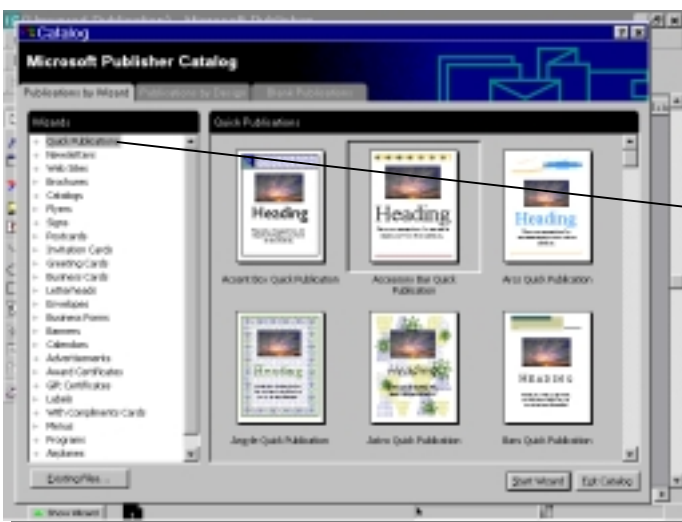 Catalog
Microsoft Publisher Catalog
Publications by Wizard Publications by Design Blank Publications
Wizards
Quick Publications
Newsletters
Web Sites
Brochures
Catalogs
Flyers
Signs
Postcards
Invitation Cards
Greeting Cards
Business Cards
Letterheads
Envelopes
Business Forms
Banners
Calendars
Advertisements
Award Certificates
Gift Certificates
Labels
With Compliments Cards
Menus
Programs
Airplanes
Quick Publications
Heading
Accent Box Quick Publication
Heading
Accessory Bar Quick
Publication
Heading
Arcs Quick Publication
Heading
Argyle Quick Publication
Heading
Astro Quick Publication
HEADING
Bars Quick Publication
Existing Files...
Start Wizard Exit Catalog
Show Wizard